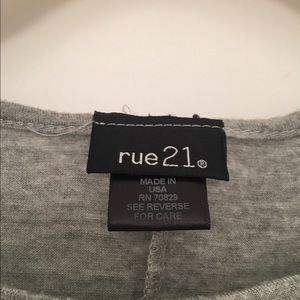 rue21®
MADE IN
USA
RN 70829
SEE REVERSE
FOR CARE